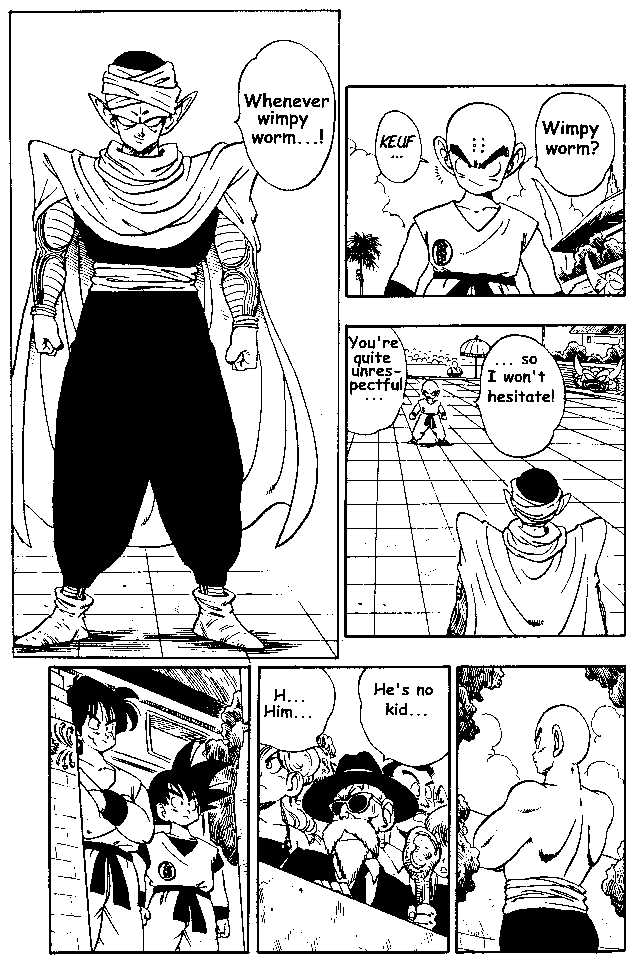 Whenever
wimpy
worm...!
Wimpy
worm?
KEUF
...
You're
quite
unres-
pectful
...
... so
I won't
hesitate!
H...
Him...
He's no
kid...